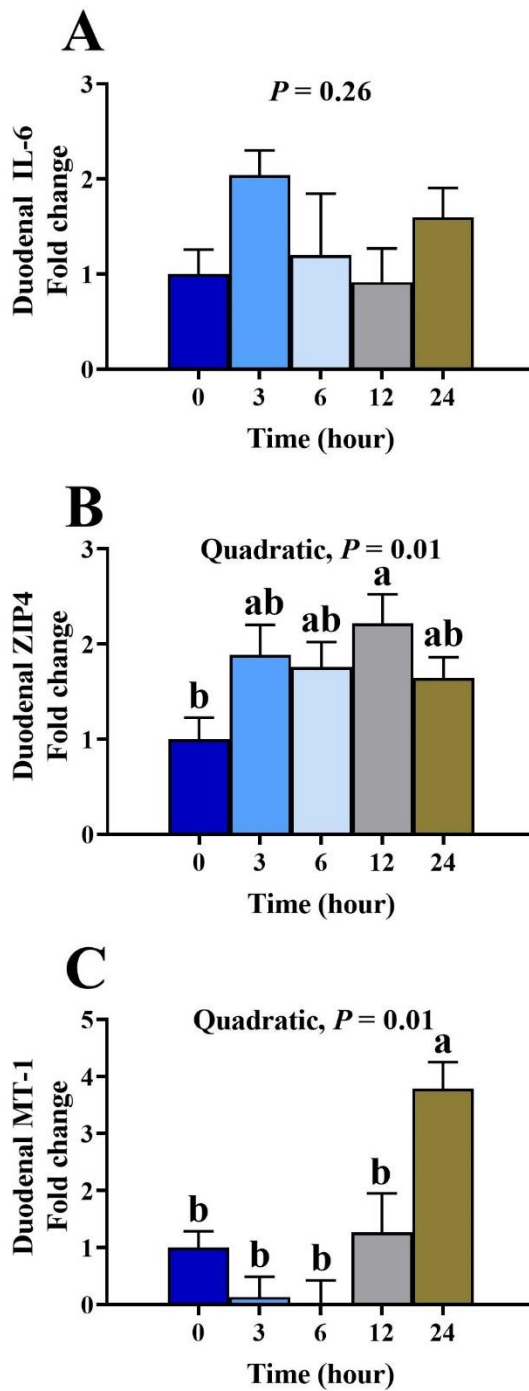 A
P = 0.26
Duodenal IL-6
Fold change
3
2
1
0
0 3 6 12 24
Time (hour)
B
Quadratic, P = 0.01
Duodenal ZIP4
Fold change
3
2
1
0
b ab ab a ab
0 3 6 12 24
Time (hour)
C
Quadratic, P = 0.01
Duodenal MT-1
Fold change
5
4
3
2
1
0
b b b b a
0 3 6 12 24
Time (hour)